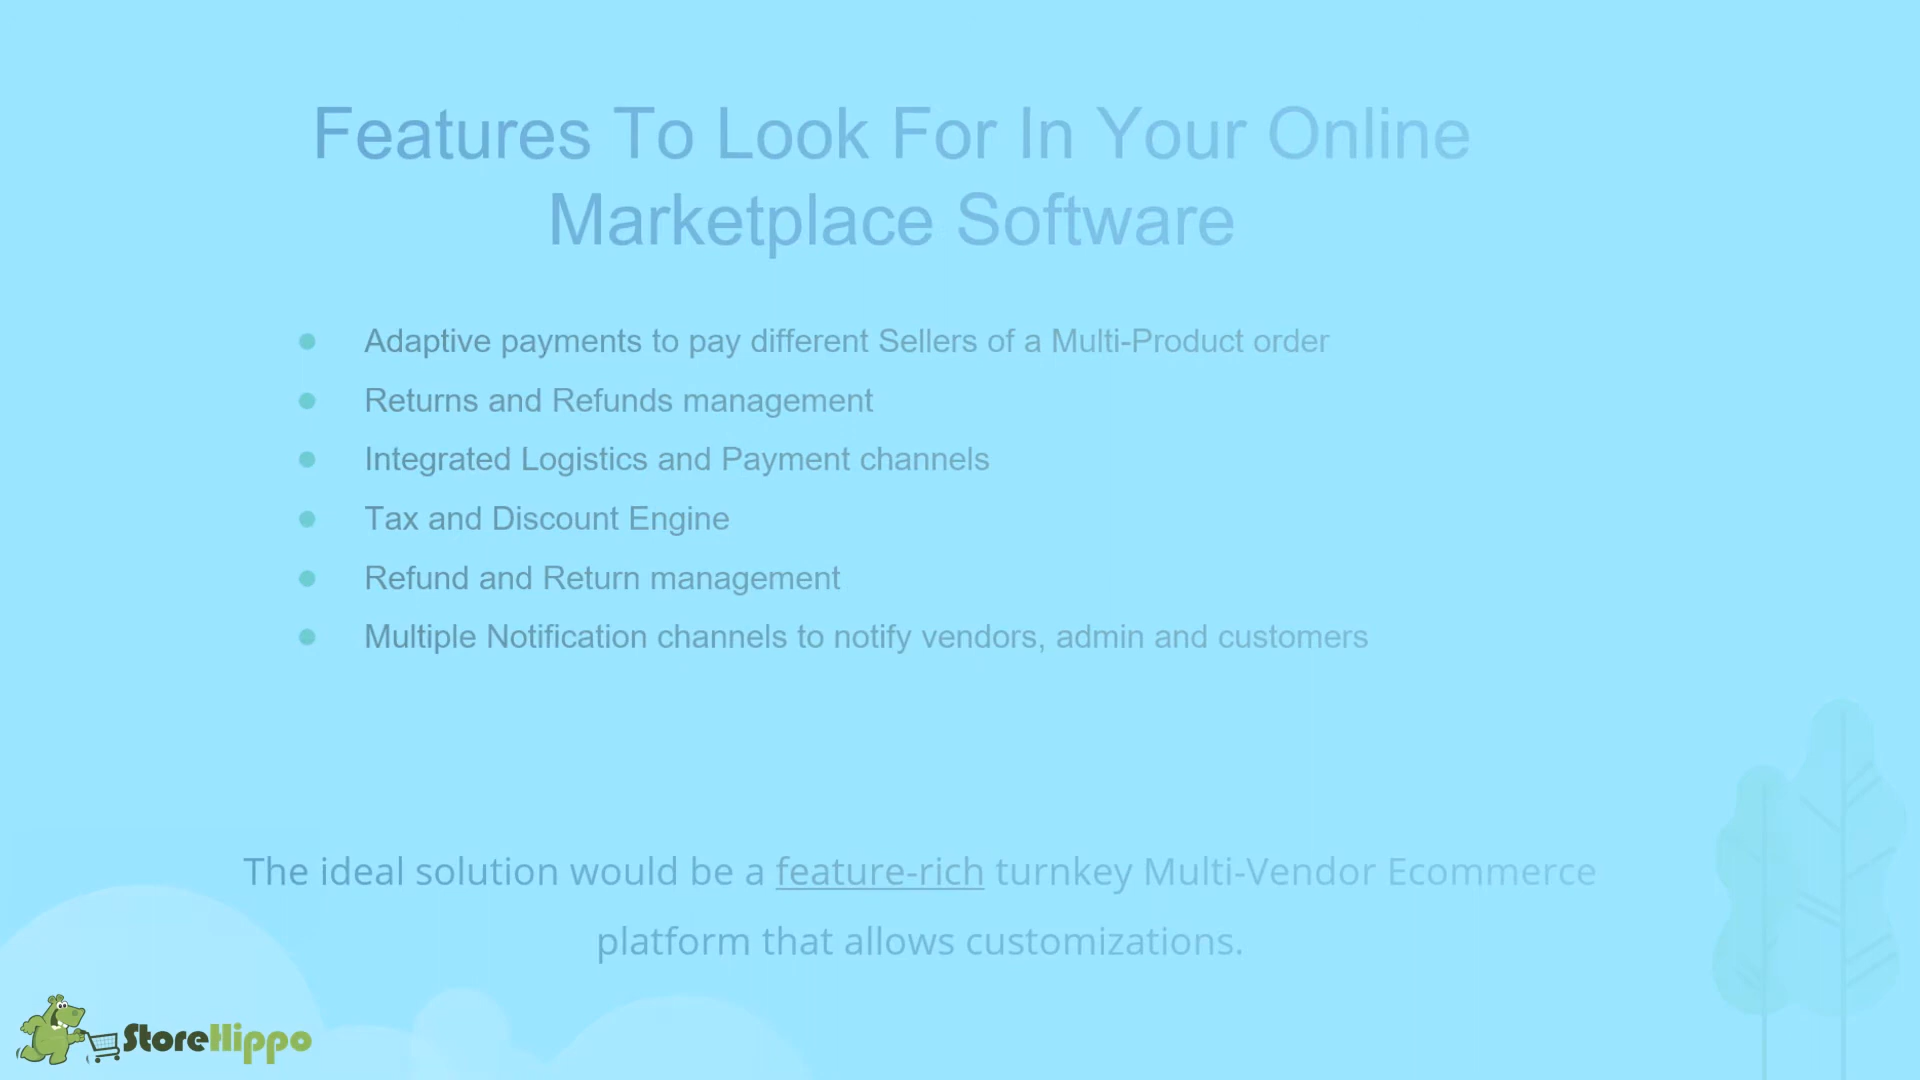 Features To Look For In Your Online
Marketplace Software
Adaptive payments to pay different Sellers of a Multi-Product order
Returns and Refunds management
Integrated Logistics and Payment channels
Tax and Discount Engine
Refund and Return management
Multiple Notification channels to notify vendors, admin and customers
The ideal solution would be a feature-rich turnkey Multi-Vendor Ecommerce
platform that allows customizations.
StoreHippo